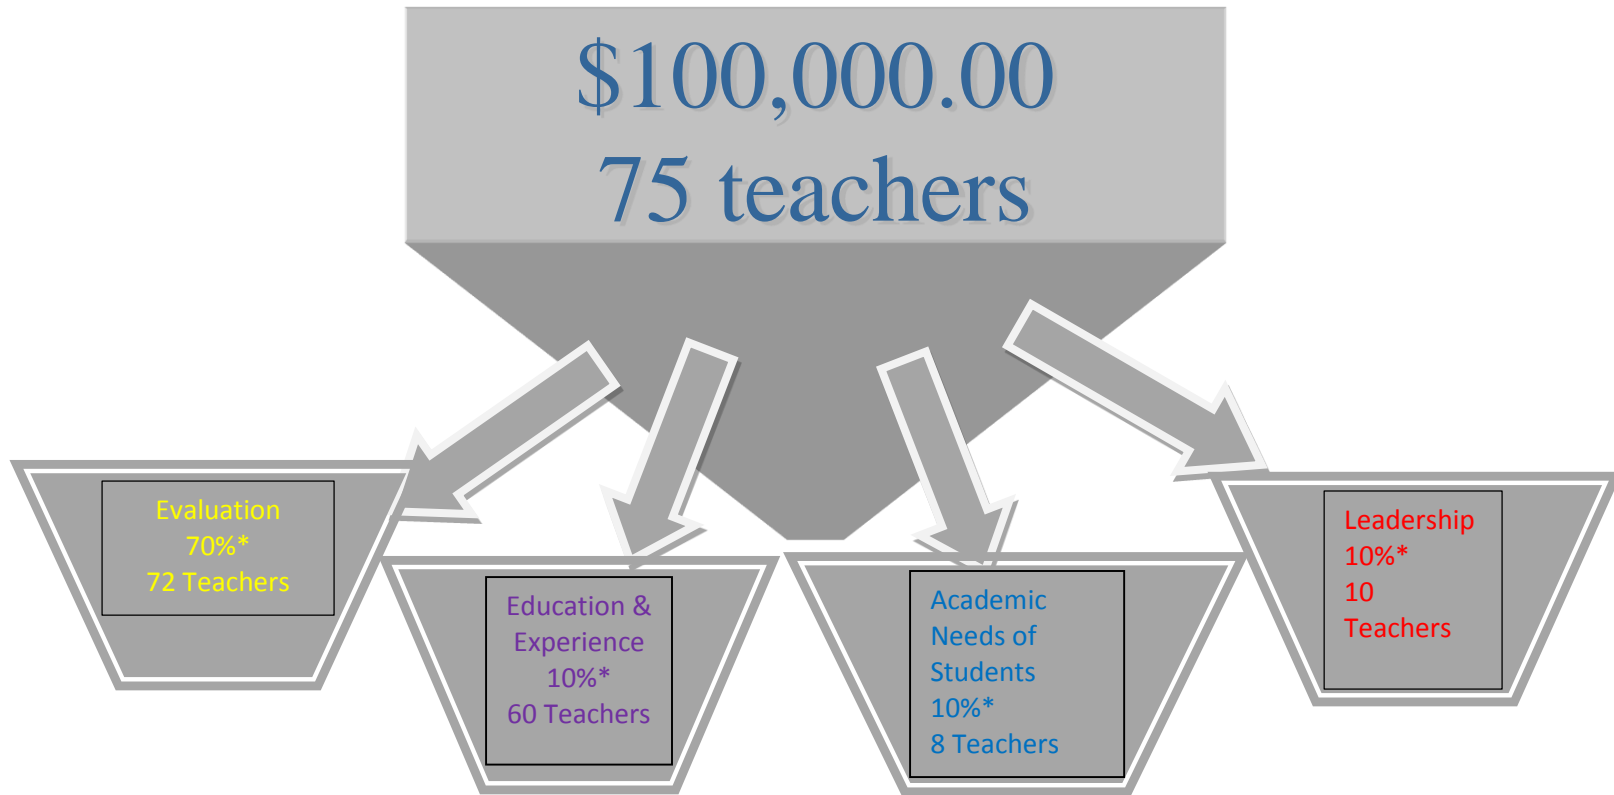 $100,000.00
75 teachers
Evaluation
70%*
72 Teachers
Education &
Experience
10%*
60 Teachers
Academic
Needs of
Students
10%*
8 Teachers
Leadership
10%*
10
Teachers